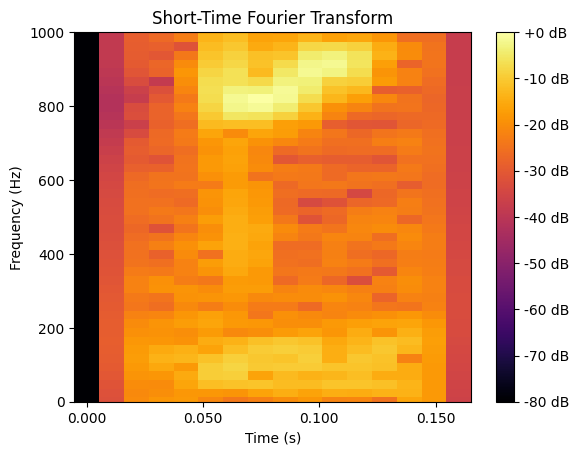 Short-Time Fourier Transform
1000
800
600
400
200
0
Frequency (Hz)
0.000
0.050
0.100
0.150
Time (s)
+0 dB
-10 dB
-20 dB
-30 dB
-40 dB
-50 dB
-60 dB
-70 dB
-80 dB